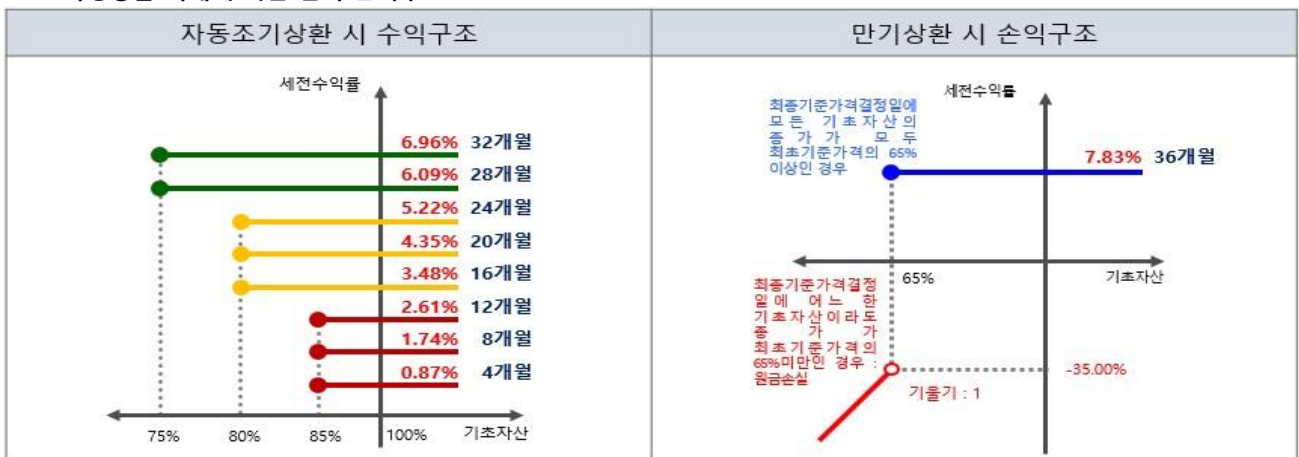 자동조기상환 시 수익구조
만기상환 시 손익구조
세전수익률
6.96% 32개월
6.09% 28개월
5.22% 24개월
4.35% 20개월
3.48% 16개월
2.61% 12개월
1.74% 8개월
0.87% 4개월
75% 80% 85% 100% 기초자산
세전수익률
최종기준가격결정일에
모든 기초자산의
종가가 모두
최초기준가격의 65%
이상인 경우
7.83% 36개월
65%
기초자산
최종기준가격결정
일에 어느 한
기초자산이라도
종가가
최초기준가격의
65%미만인 경우 :
원금손실
-35.00%
기울기 : 1